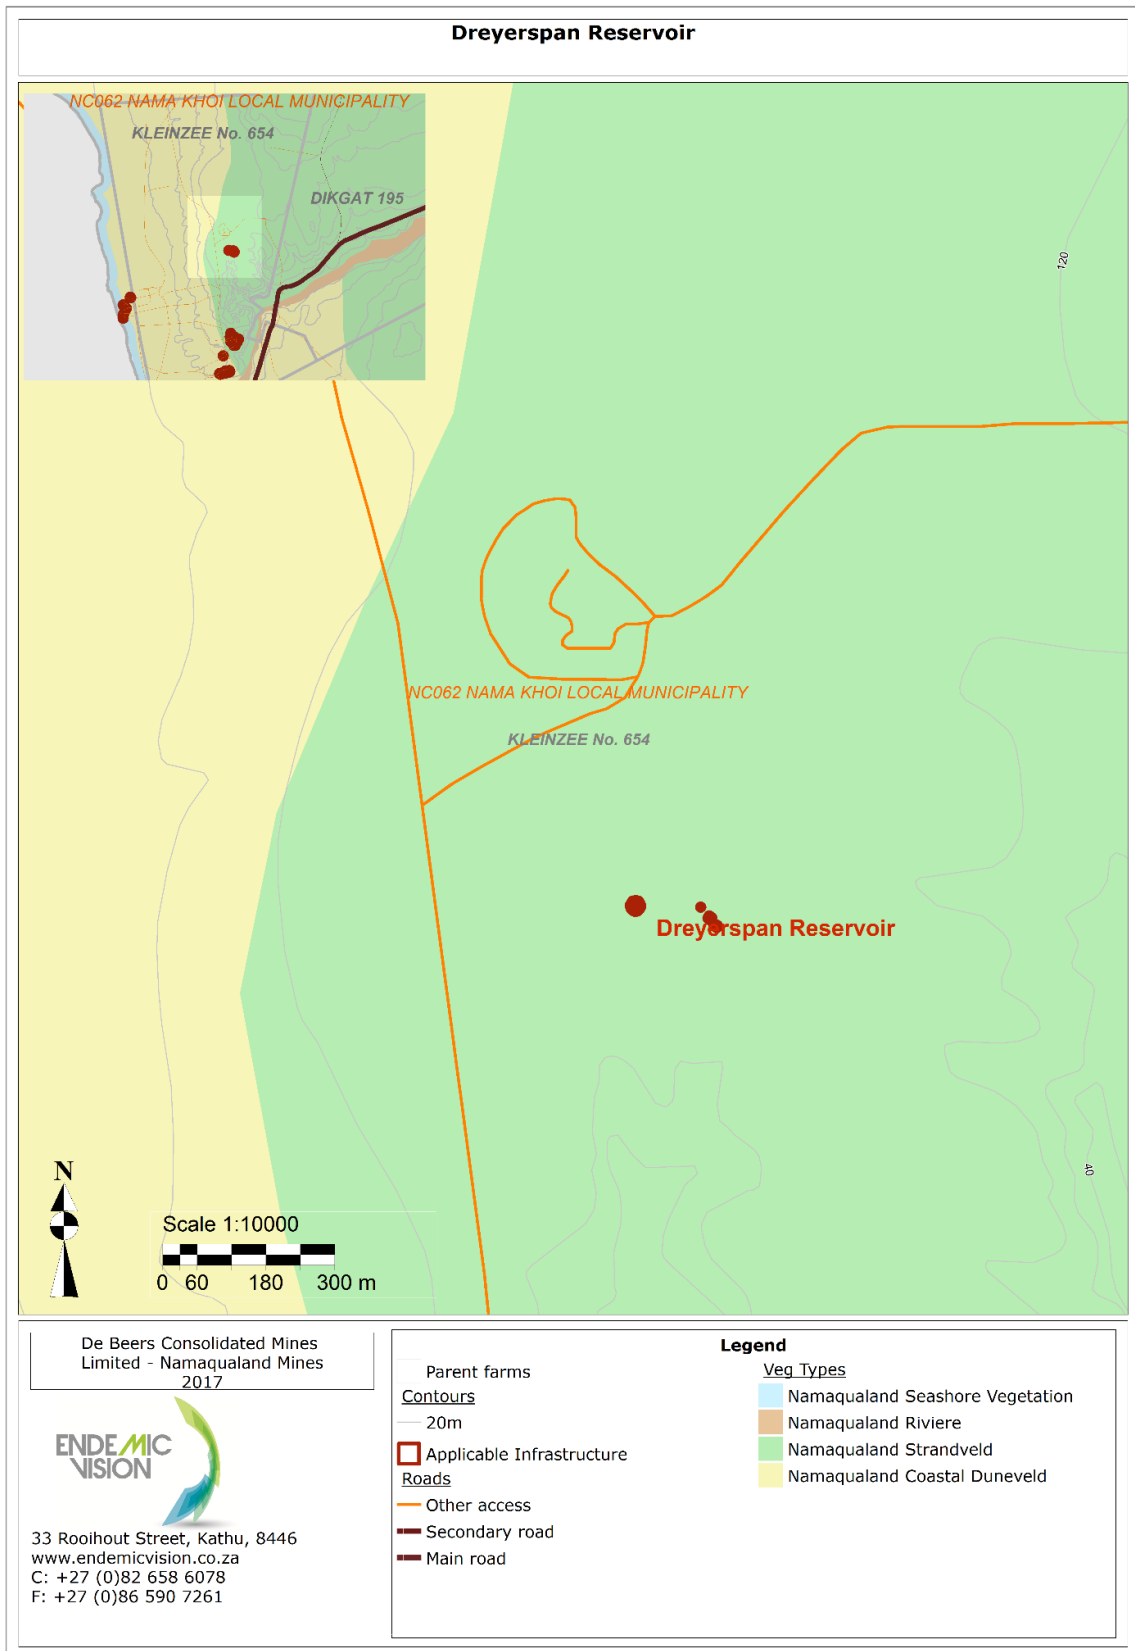 Dreyerspan Reservoir
NC062 NAMA KHOI LOCAL MUNICIPALITY
KLEINZEE No. 654
DIKGAT 195
120
NC062 NAMA KHOI LOCAL MUNICIPALITY
KLEINZEE No. 654
Dreyerspan Reservoir
40
N
Scale 1:10000
0 60 180 300 m
De Beers Consolidated Mines
Limited - Namaqualand Mines
2017
ENDEMIC
VISION
33 Rooihout Street, Kathu, 8446
www.endemicvision.co.za
C: +27 (0)82 658 6078
F: +27 (0)86 590 7261
Legend
Parent farms
Contours
20m
Applicable Infrastructure
Roads
Other access
Secondary road
Main road
Veg Types
Namaqualand Seashore Vegetation
Namaqualand Riviere
Namaqualand Strandveld
Namaqualand Coastal Duneveld